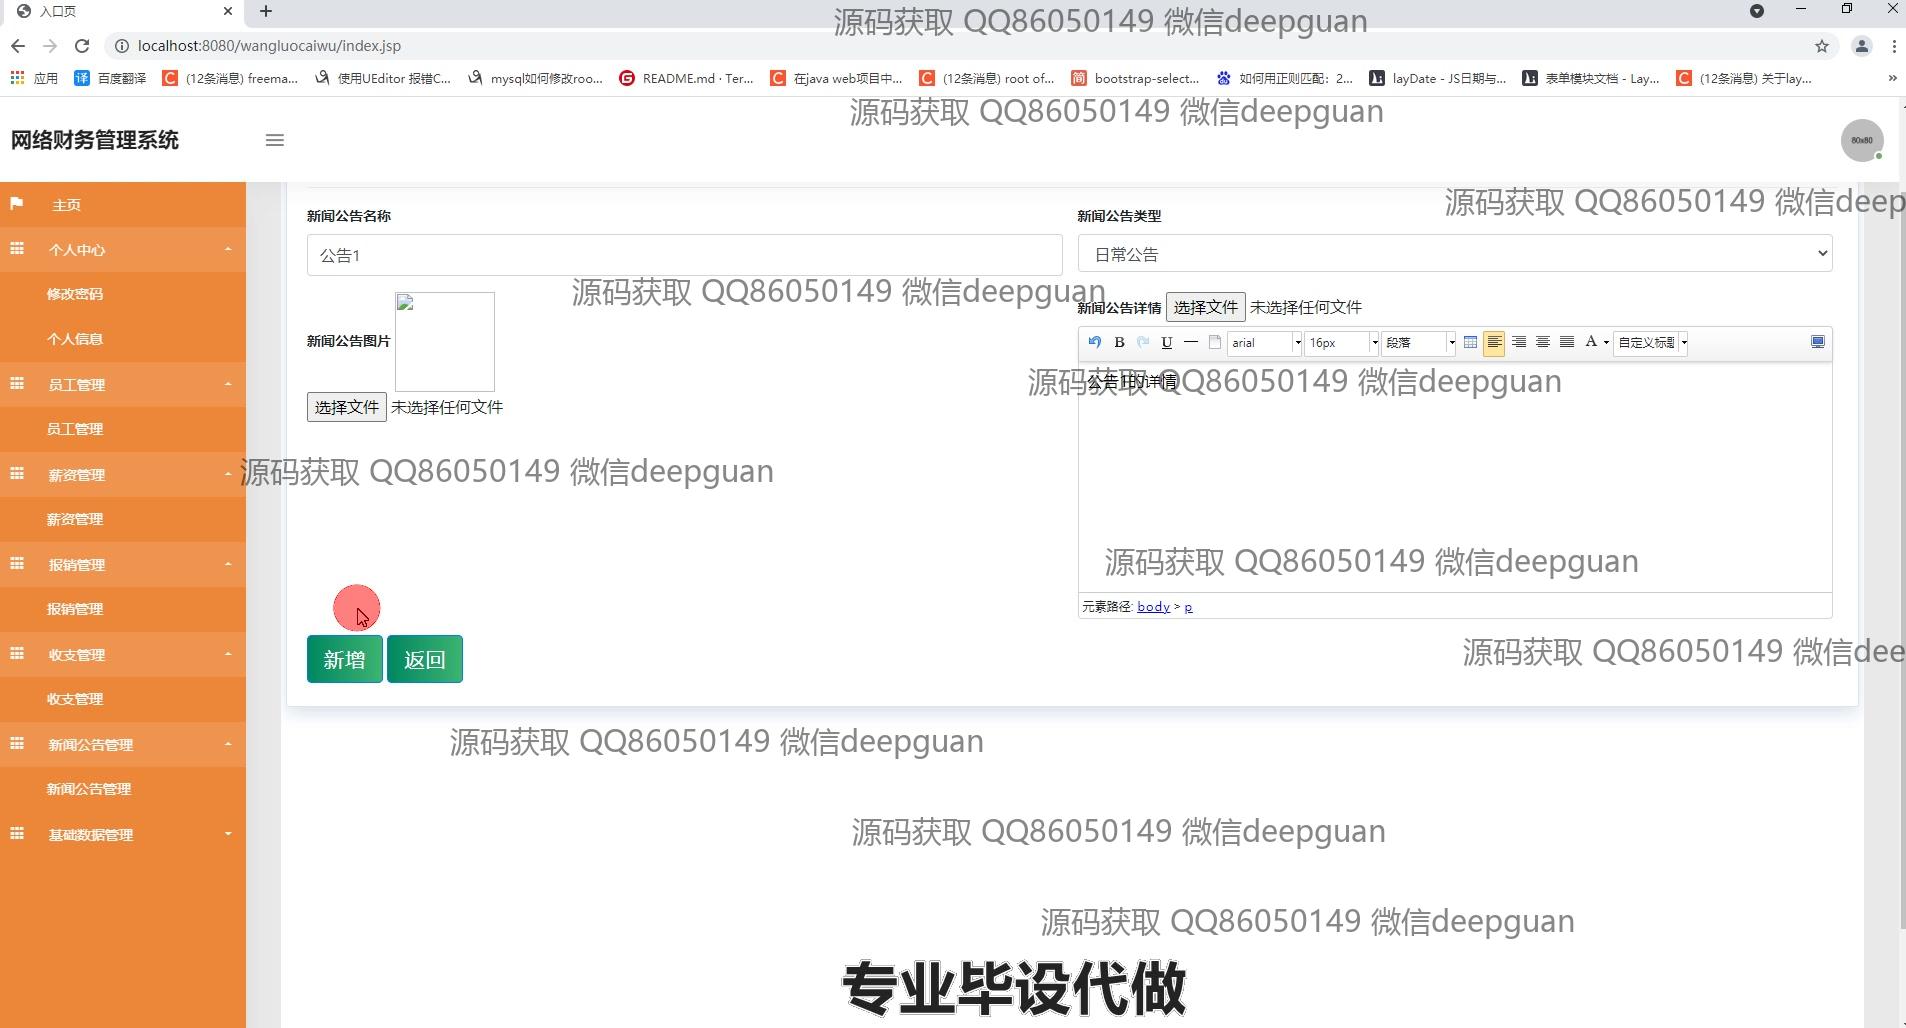 入口页
源码获取 QQ86050149 微信deepguan
localhost:8080/wangluocaiwu/index.jsp
应用
百度翻译
(12条消息) freema...
使用UEditor 报错C...
mysql如何修改roo...
README.md · Ter...
在java web项目中...
(12条消息) root of...
bootstrap-select...
如何用正则匹配：2...
layDate - JS日期与...
表单模块文档 - Lay...
(12条消息) 关于lay...
源码获取 QQ86050149 微信deepguan
网络财务管理系统
80x80
主页
个人中心
修改密码
个人信息
员工管理
员工管理
薪资管理
薪资管理
报销管理
报销管理
收支管理
收支管理
新闻公告管理
新闻公告管理
基础数据管理
源码获取 QQ86050149 微信deep
新闻公告名称
新闻公告类型
公告1
日常公告
源码获取 QQ86050149 微信deepguan
新闻公告图片
选择文件 未选择任何文件
新闻公告详情 选择文件 未选择任何文件
B U arial 16px 段落 A 自定义标题
公告1的详情
源码获取 QQ86050149 微信deepguan
源码获取 QQ86050149 微信deepguan
源码获取 QQ86050149 微信deepguan
元素路径: body > p
新增 返回
源码获取 QQ86050149 微信dee
源码获取 QQ86050149 微信deepguan
源码获取 QQ86050149 微信deepguan
源码获取 QQ86050149 微信deepguan
专业毕设代做